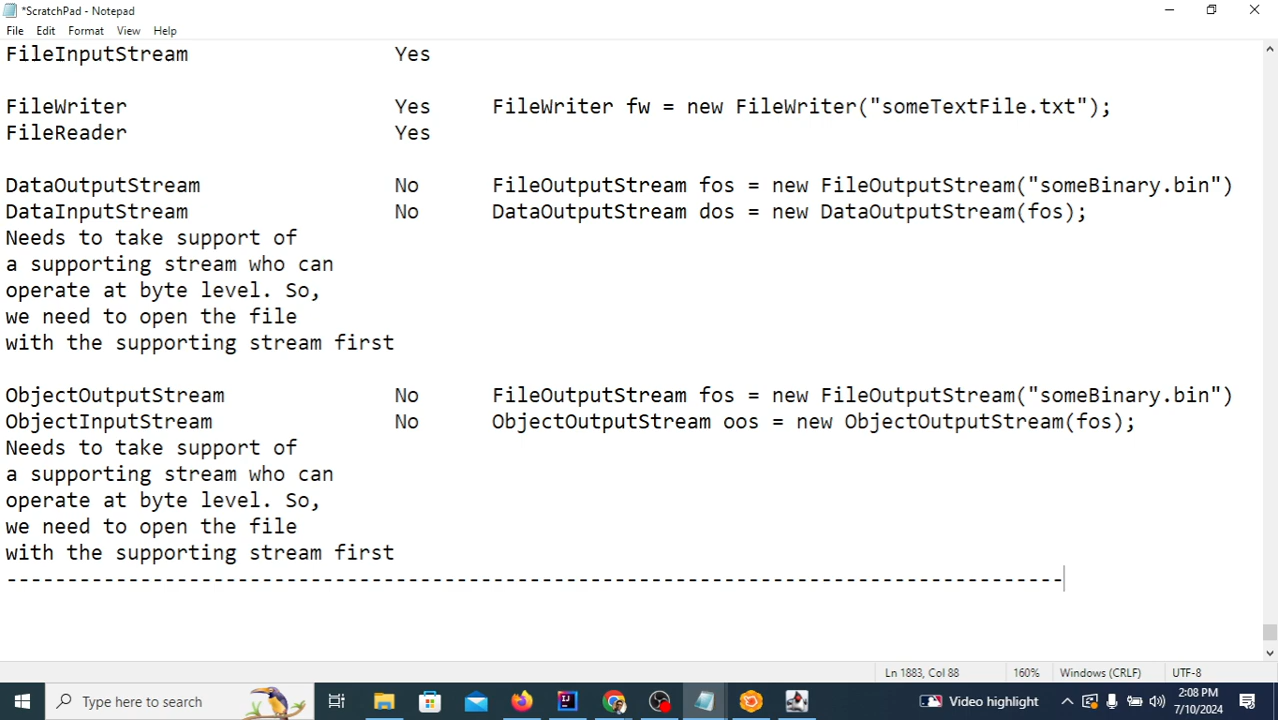 *ScratchPad - Notepad
File Edit Format View Help
FileInputStream Yes
FileWriter Yes FileWriter fw = new FileWriter("someTextFile.txt");
FileReader Yes
DataOutputStream No FileOutputStream fos = new FileOutputStream("someBinary.bin")
DataInputStream No DataOutputStream dos = new DataOutputStream(fos);
Needs to take support of
a supporting stream who can
operate at byte level. So,
we need to open the file
with the supporting stream first
ObjectOutputStream No FileOutputStream fos = new FileOutputStream("someBinary.bin")
ObjectInputStream No ObjectOutputStream oos = new ObjectOutputStream(fos);
Needs to take support of
a supporting stream who can
operate at byte level. So,
we need to open the file
with the supporting stream first
---------------------------------------------------------------------------------------
Ln 1883, Col 88 160% Windows (CRLF) UTF-8
Type here to search Video highlight 2:08 PM
7/10/2024